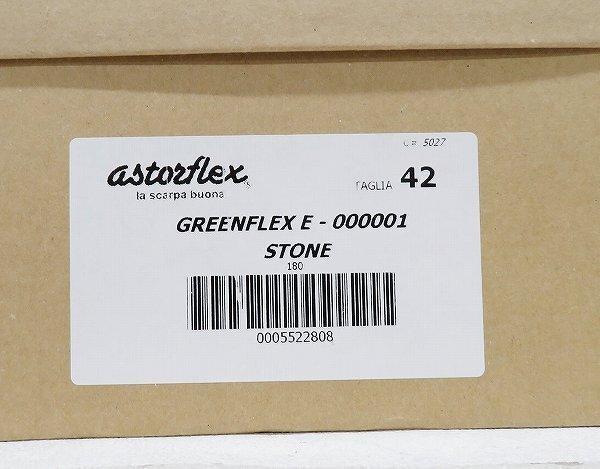 5027
astorflex
la scarpa buona
TAGLIA 42
GREENFLEX E - 000001
STONE
180
0005522808